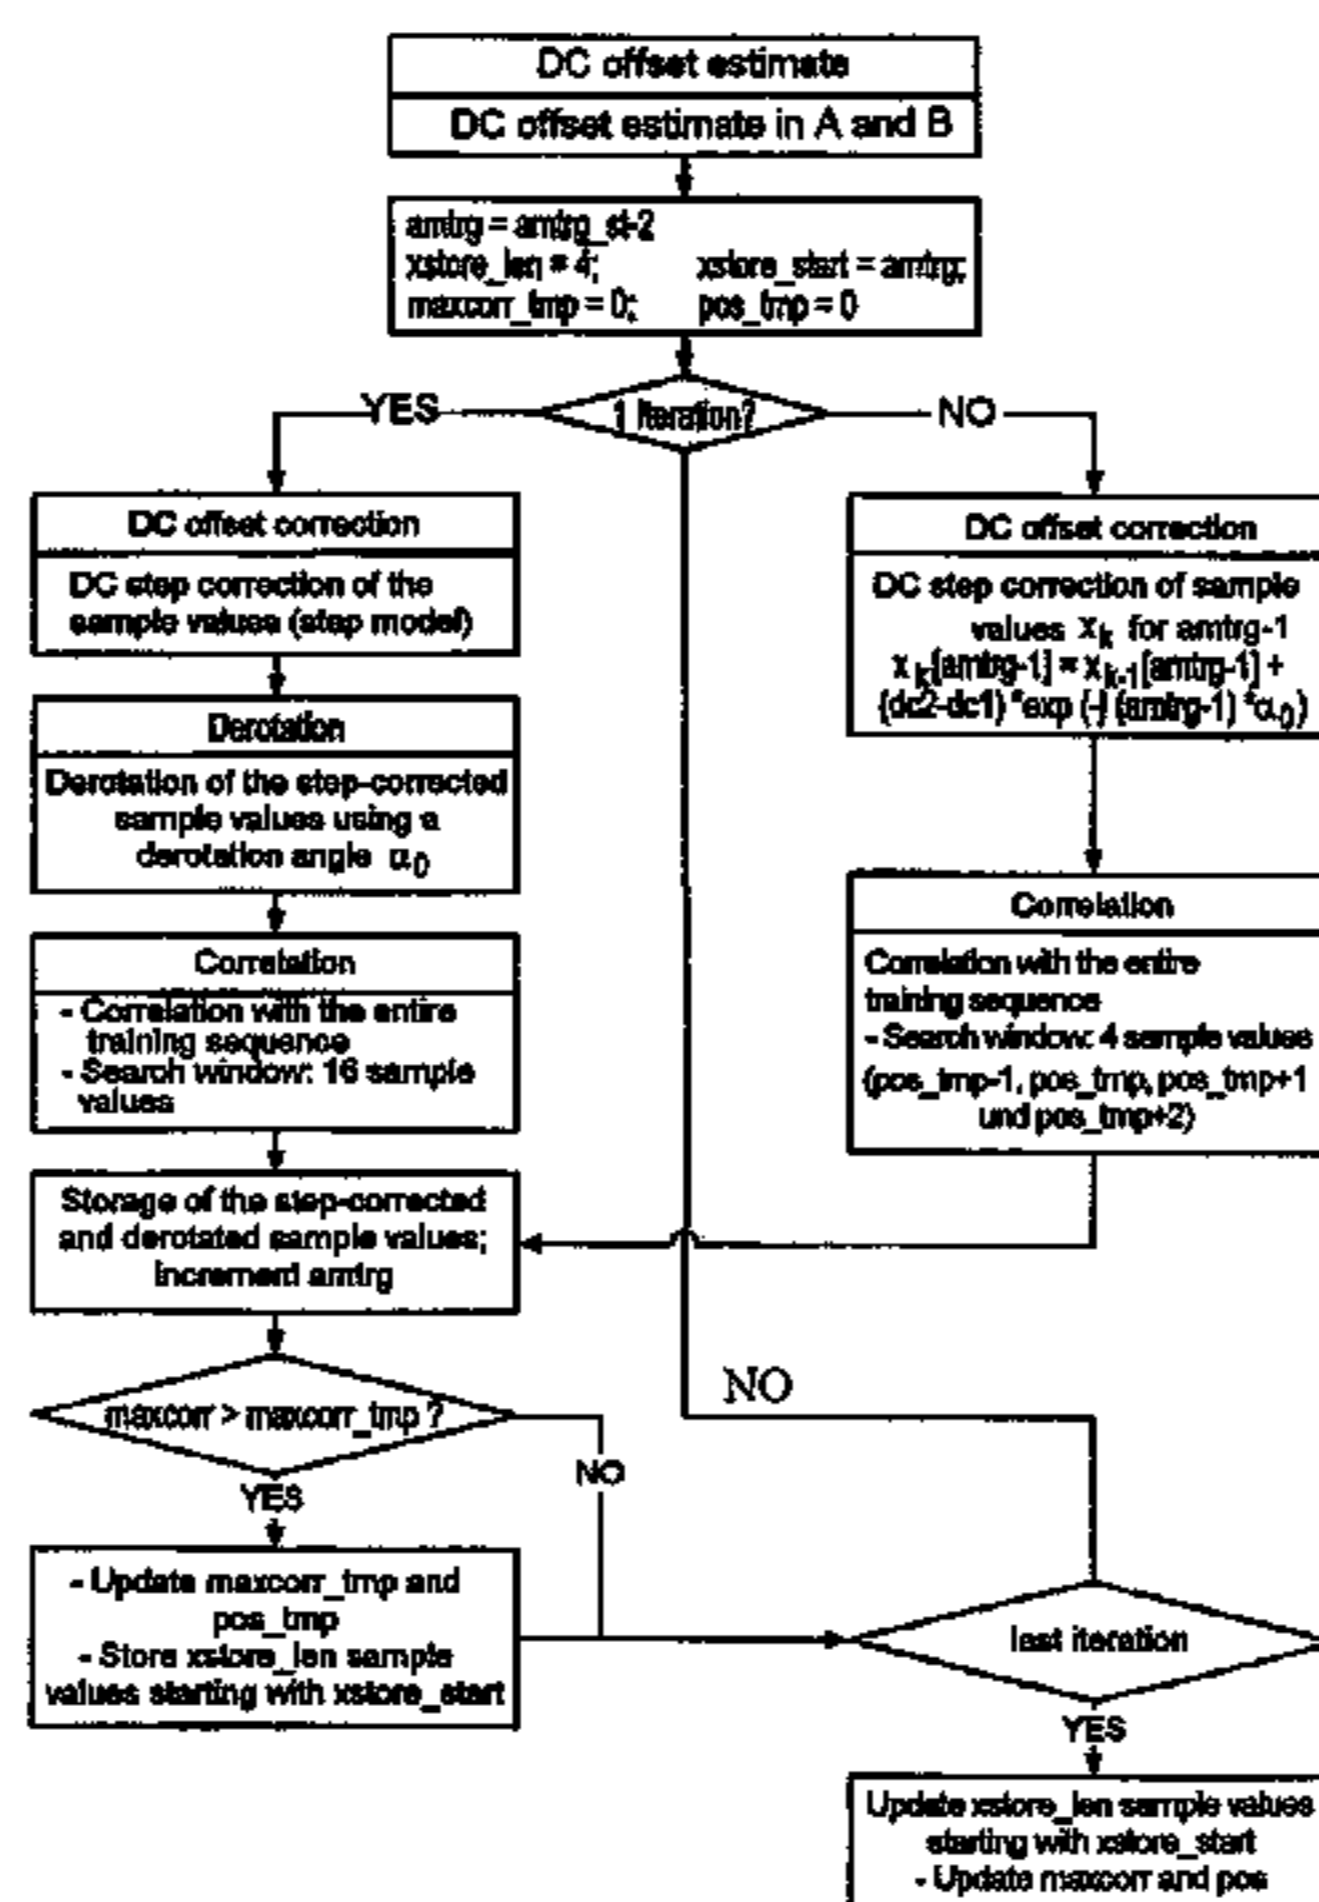 DC offset estimate
DC offset estimate in A and B
amtrg = amtrg_st-2
xstore_len = 4; xstore_start = amtrg;
maxcorr_tmp = 0; pos_tmp = 0
1 Iteration?
YES
NO
DC offset correction
DC step correction of the
sample values (step model)
Derotation
Derotation of the step-corrected
sample values using a
derotation angle α0
Correlation
- Correlation with the entire
training sequence
- Search window: 16 sample
values
Storage of the step-corrected
and derotated sample values;
increment amtrg
maxcorr > maxcorr_tmp ?
NO
YES
- Update maxcorr_tmp and
pos_tmp
- Store xstore_len sample
values starting with xstore_start
DC offset correction
DC step correction of sample
values xk for amtrg-1
xk[amtrg-1] = xk-1[amtrg-1] +
(dc2-dc1) *exp (-j (amtrg-1) *α0)
Correlation
Correlation with the entire
training sequence
- Search window: 4 sample values
(pos_tmp-1, pos_tmp, pos_tmp+1
und pos_tmp+2)
NO
last iteration
YES
Update xstore_len sample values
starting with xstore_start
- Update maxcorr and pos